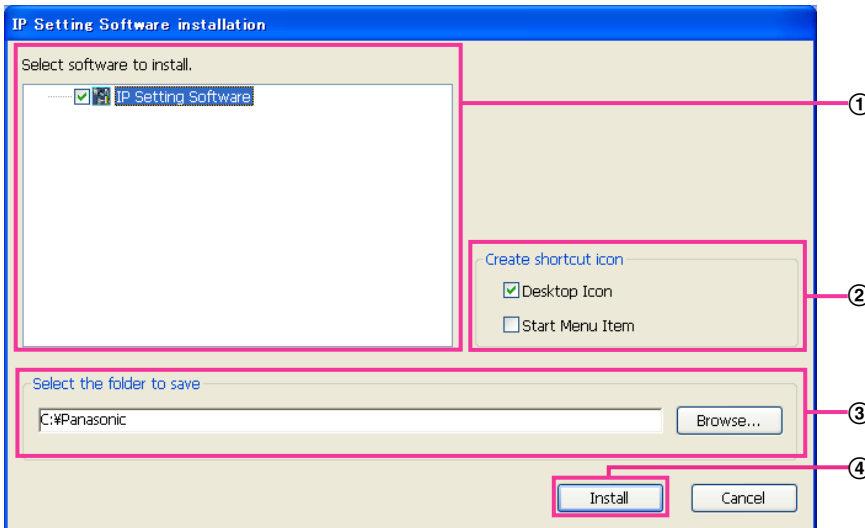 IP Setting Software installation
Select software to install.
IP Setting Software
①
Create shortcut icon
Desktop Icon
②
Start Menu Item
Select the folder to save
C:¥Panasonic
Browse...
③
④
Install
Cancel